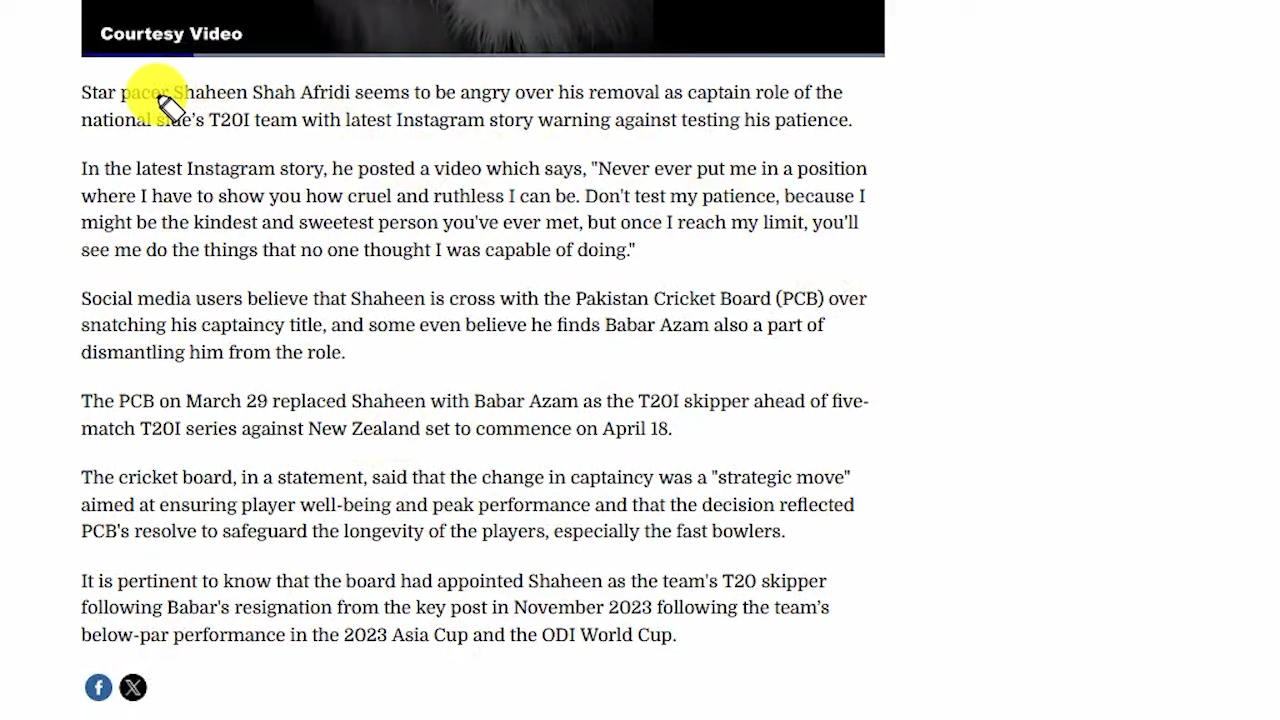 Courtesy Video
Star pacer Shaheen Shah Afridi seems to be angry over his removal as captain role of the
national side's T20I team with latest Instagram story warning against testing his patience.
In the latest Instagram story, he posted a video which says, "Never ever put me in a position
where I have to show you how cruel and ruthless I can be. Don't test my patience, because I
might be the kindest and sweetest person you've ever met, but once I reach my limit, you'll
see me do the things that no one thought I was capable of doing."
Social media users believe that Shaheen is cross with the Pakistan Cricket Board (PCB) over
snatching his captaincy title, and some even believe he finds Babar Azam also a part of
dismantling him from the role.
The PCB on March 29 replaced Shaheen with Babar Azam as the T20I skipper ahead of five-
match T20I series against New Zealand set to commence on April 18.
The cricket board, in a statement, said that the change in captaincy was a "strategic move"
aimed at ensuring player well-being and peak performance and that the decision reflected
PCB's resolve to safeguard the longevity of the players, especially the fast bowlers.
It is pertinent to know that the board had appointed Shaheen as the team's T20 skipper
following Babar's resignation from the key post in November 2023 following the team's
below-par performance in the 2023 Asia Cup and the ODI World Cup.